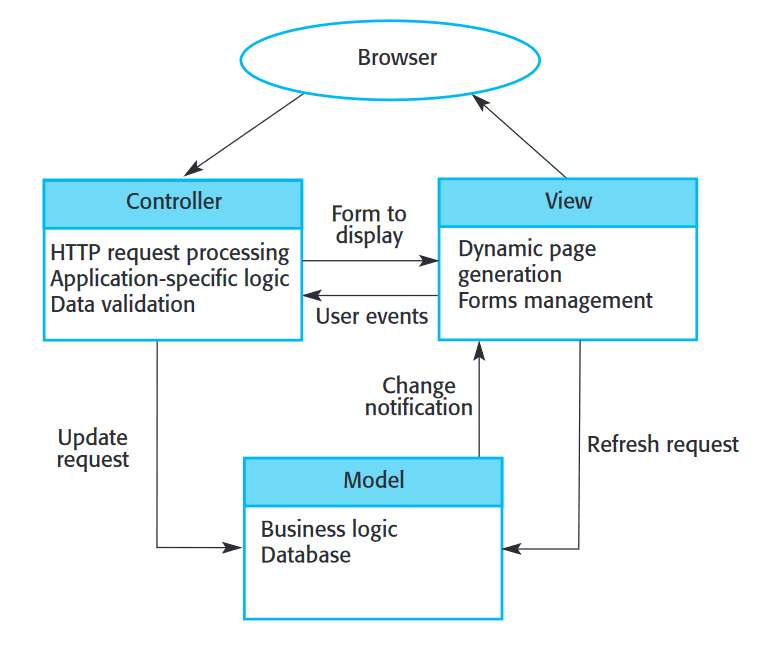 Browser
Controller
HTTP request processing
Application-specific logic
Data validation
Form to
display
User events
View
Dynamic page
generation
Forms management
Update
request
Change
notification
Refresh request
Model
Business logic
Database